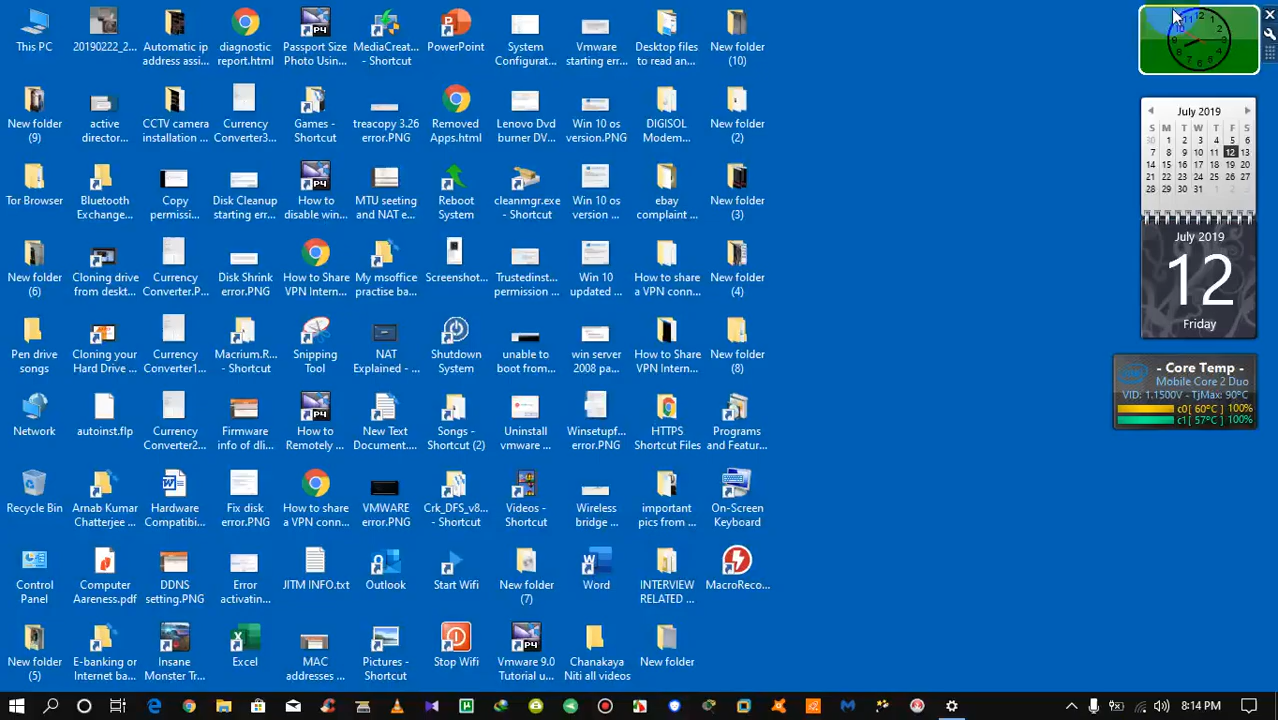 This PC
20190222_2...
Automatic ip
address assi...
diagnostic
report.html
Passport Size
Photo Usin...
MediaCreat...
- Shortcut
PowerPoint
System
Configurat...
Vmware
starting err...
Desktop files
to read an...
New folder
(10)
New folder
(9)
active
director...
CCTV camera
installation ...
Currency
Converter3...
Games -
Shortcut
treacopy 3.26
error.PNG
Removed
Apps.html
Lenovo Dvd
burner DV...
Win 10 os
version.PNG
DIGISOL
Modem...
New folder
(2)
Tor Browser
Bluetooth
Exchange...
Copy
permissi...
Disk Cleanup
starting err...
How to
disable win...
MTU seeting
and NAT e...
Reboot
System
cleanmgr.exe
- Shortcut
Win 10 os
version ...
ebay
complaint ...
New folder
(3)
New folder
(6)
Cloning drive
from deskt...
Currency
Converter.P...
Disk Shrink
error.PNG
How to Share
VPN Intern...
My msoffice
practise ba...
Screenshot...
Trustedinst...
permission ...
Win 10
updated ...
How to share
a VPN conn...
New folder
(4)
Pen drive
songs
Cloning your
Hard Drive ...
Currency
Converter1...
Macrium.R...
- Shortcut
Snipping
Tool
NAT
Explained - ...
Shutdown
System
unable to
boot from...
win server
2008 pa...
How to Share
VPN Intern...
New folder
(8)
Network
autoinst.flp
Currency
Converter2...
Firmware
info of dli...
How to
Remotely ...
New Text
Document....
Songs -
Shortcut (2)
Uninstall
vmware ...
Winsetupf...
error.PNG
HTTPS
Shortcut Files
Programs
and Featur...
Recycle Bin
Arnab Kumar
Chatterjee ...
Hardware
Compatibi...
Fix disk
error.PNG
How to share
a VPN conn...
VMWARE
error.PNG
Crk_DFS_v8...
- Shortcut
Videos -
Shortcut
Wireless
bridge ...
important
pics from ...
On-Screen
Keyboard
Control
Panel
Computer
Aareness.pdf
DDNS
setting.PNG
Error
activatin...
JITM INFO.txt
Outlook
Start Wifi
New folder
(7)
Word
INTERVIEW
RELATED ...
MacroReco...
New folder
(5)
E-banking or
Internet ba...
Insane
Monster Tr...
Excel
MAC
addresses ...
Pictures -
Shortcut
Stop Wifi
Vmware 9.0
Tutorial u...
Chanakaya
Niti all videos
New folder
July 2019
S M T W T F S
30 1 2 3 4 5 6
7 8 9 10 11 12 13
14 15 16 17 18 19 20
21 22 23 24 25 26 27
28 29 30 31 1 2 3
July 2019
12
Friday
- Core Temp -
Mobile Core 2 Duo
VID: 1.1500V - TjMax: 90°C
c0[ 60°C ] 100%
c1[ 57°C ] 100%
8:14 PM